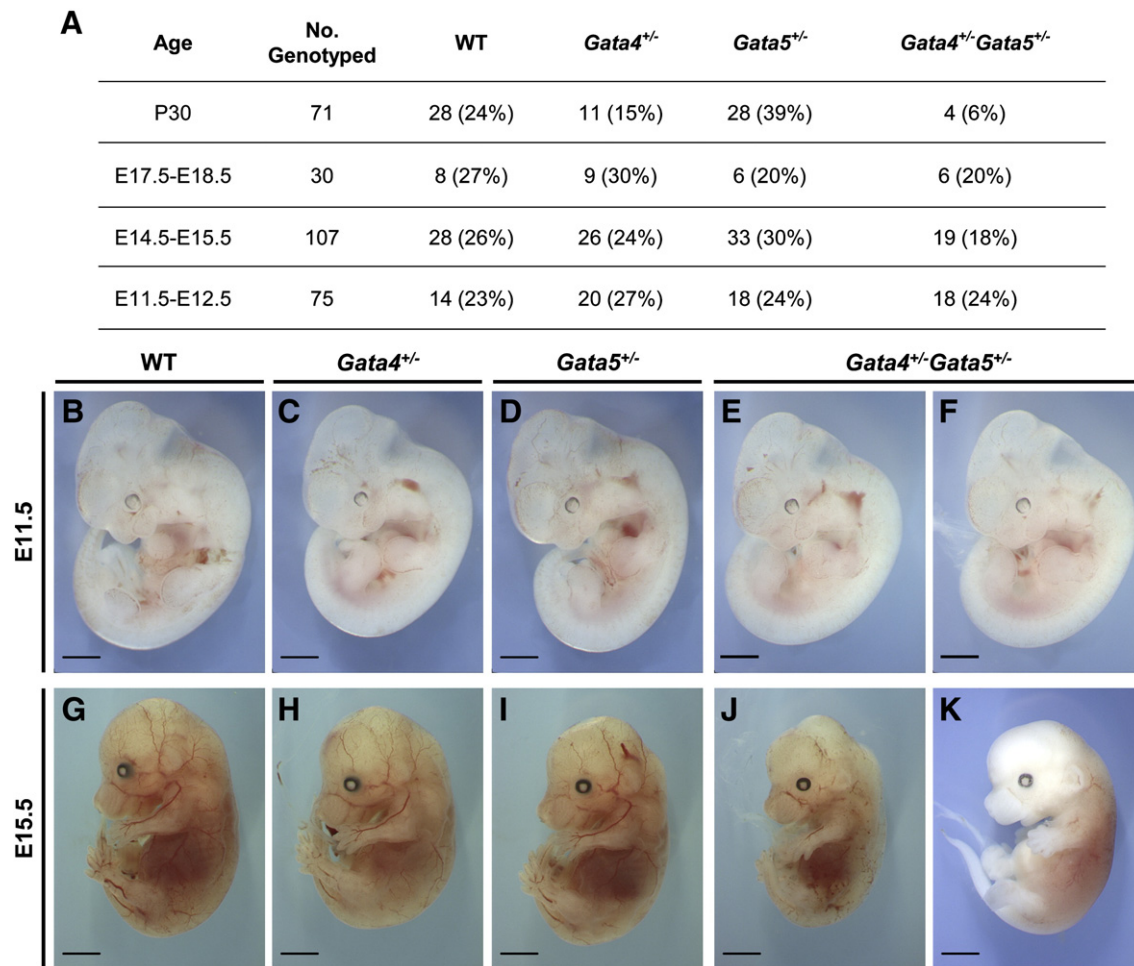 A
Age No. Genotyped WT Gata4+/- Gata5+/- Gata4+/-Gata5+/-
P30 71 28 (24%) 11 (15%) 28 (39%) 4 (6%)
E17.5-E18.5 30 8 (27%) 9 (30%) 6 (20%) 6 (20%)
E14.5-E15.5 107 28 (26%) 26 (24%) 33 (30%) 19 (18%)
E11.5-E12.5 75 14 (23%) 20 (27%) 18 (24%) 18 (24%)
WT Gata4+/- Gata5+/- Gata4+/-Gata5+/-
E11.5
B C D E F
E15.5
G H I J K